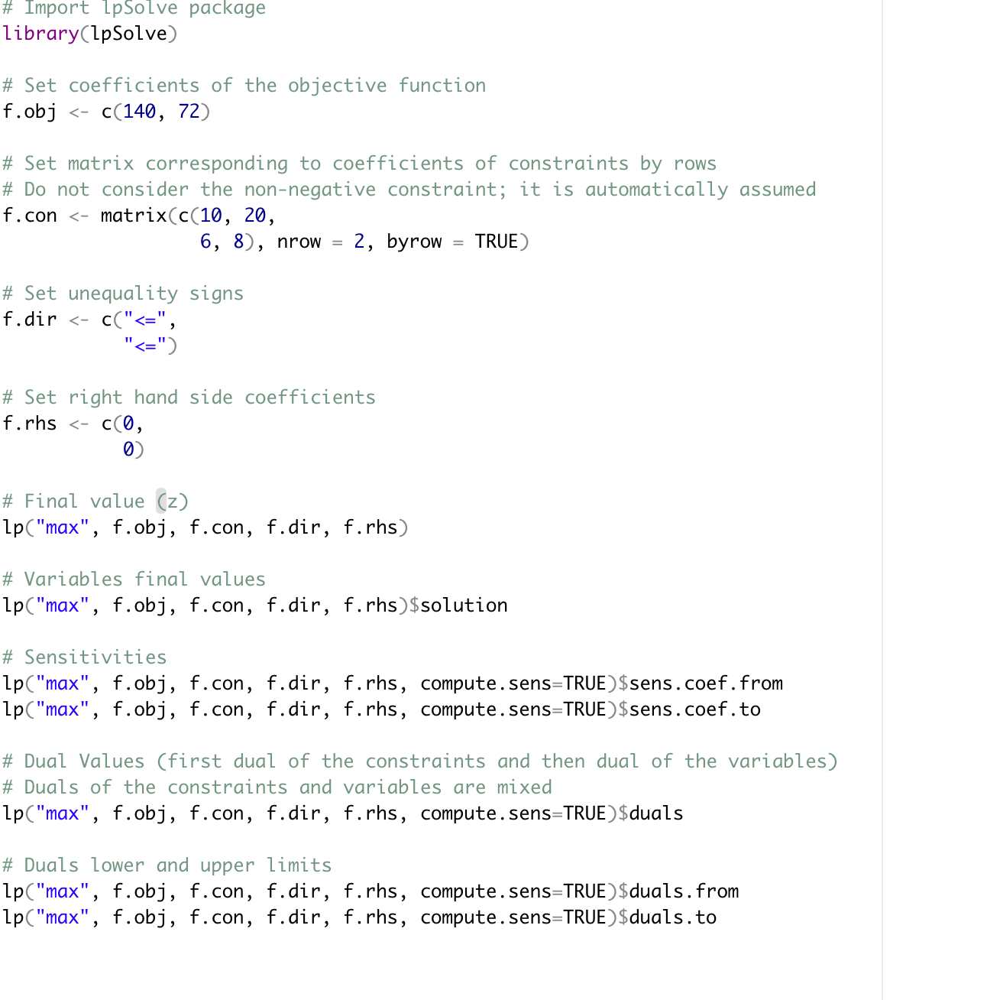 # Import lpSolve package
library(lpSolve)
# Set coefficients of the objective function
f.obj <- c(140, 72)
# Set matrix corresponding to coefficients of constraints by rows
# Do not consider the non-negative constraint; it is automatically assumed
f.con <- matrix(c(10, 20,
6, 8), nrow = 2, byrow = TRUE)
# Set unequality signs
f.dir <- c("<=",
"<=")
# Set right hand side coefficients
f.rhs <- c(0,
0)
# Final value (z)
lp("max", f.obj, f.con, f.dir, f.rhs)
# Variables final values
lp("max", f.obj, f.con, f.dir, f.rhs)$solution
# Sensitivities
lp("max", f.obj, f.con, f.dir, f.rhs, compute.sens=TRUE)$sens.coef.from
lp("max", f.obj, f.con, f.dir, f.rhs, compute.sens=TRUE)$sens.coef.to
# Dual Values (first dual of the constraints and then dual of the variables)
# Duals of the constraints and variables are mixed
lp("max", f.obj, f.con, f.dir, f.rhs, compute.sens=TRUE)$duals
# Duals lower and upper limits
lp("max", f.obj, f.con, f.dir, f.rhs, compute.sens=TRUE)$duals.from
lp("max", f.obj, f.con, f.dir, f.rhs, compute.sens=TRUE)$duals.to